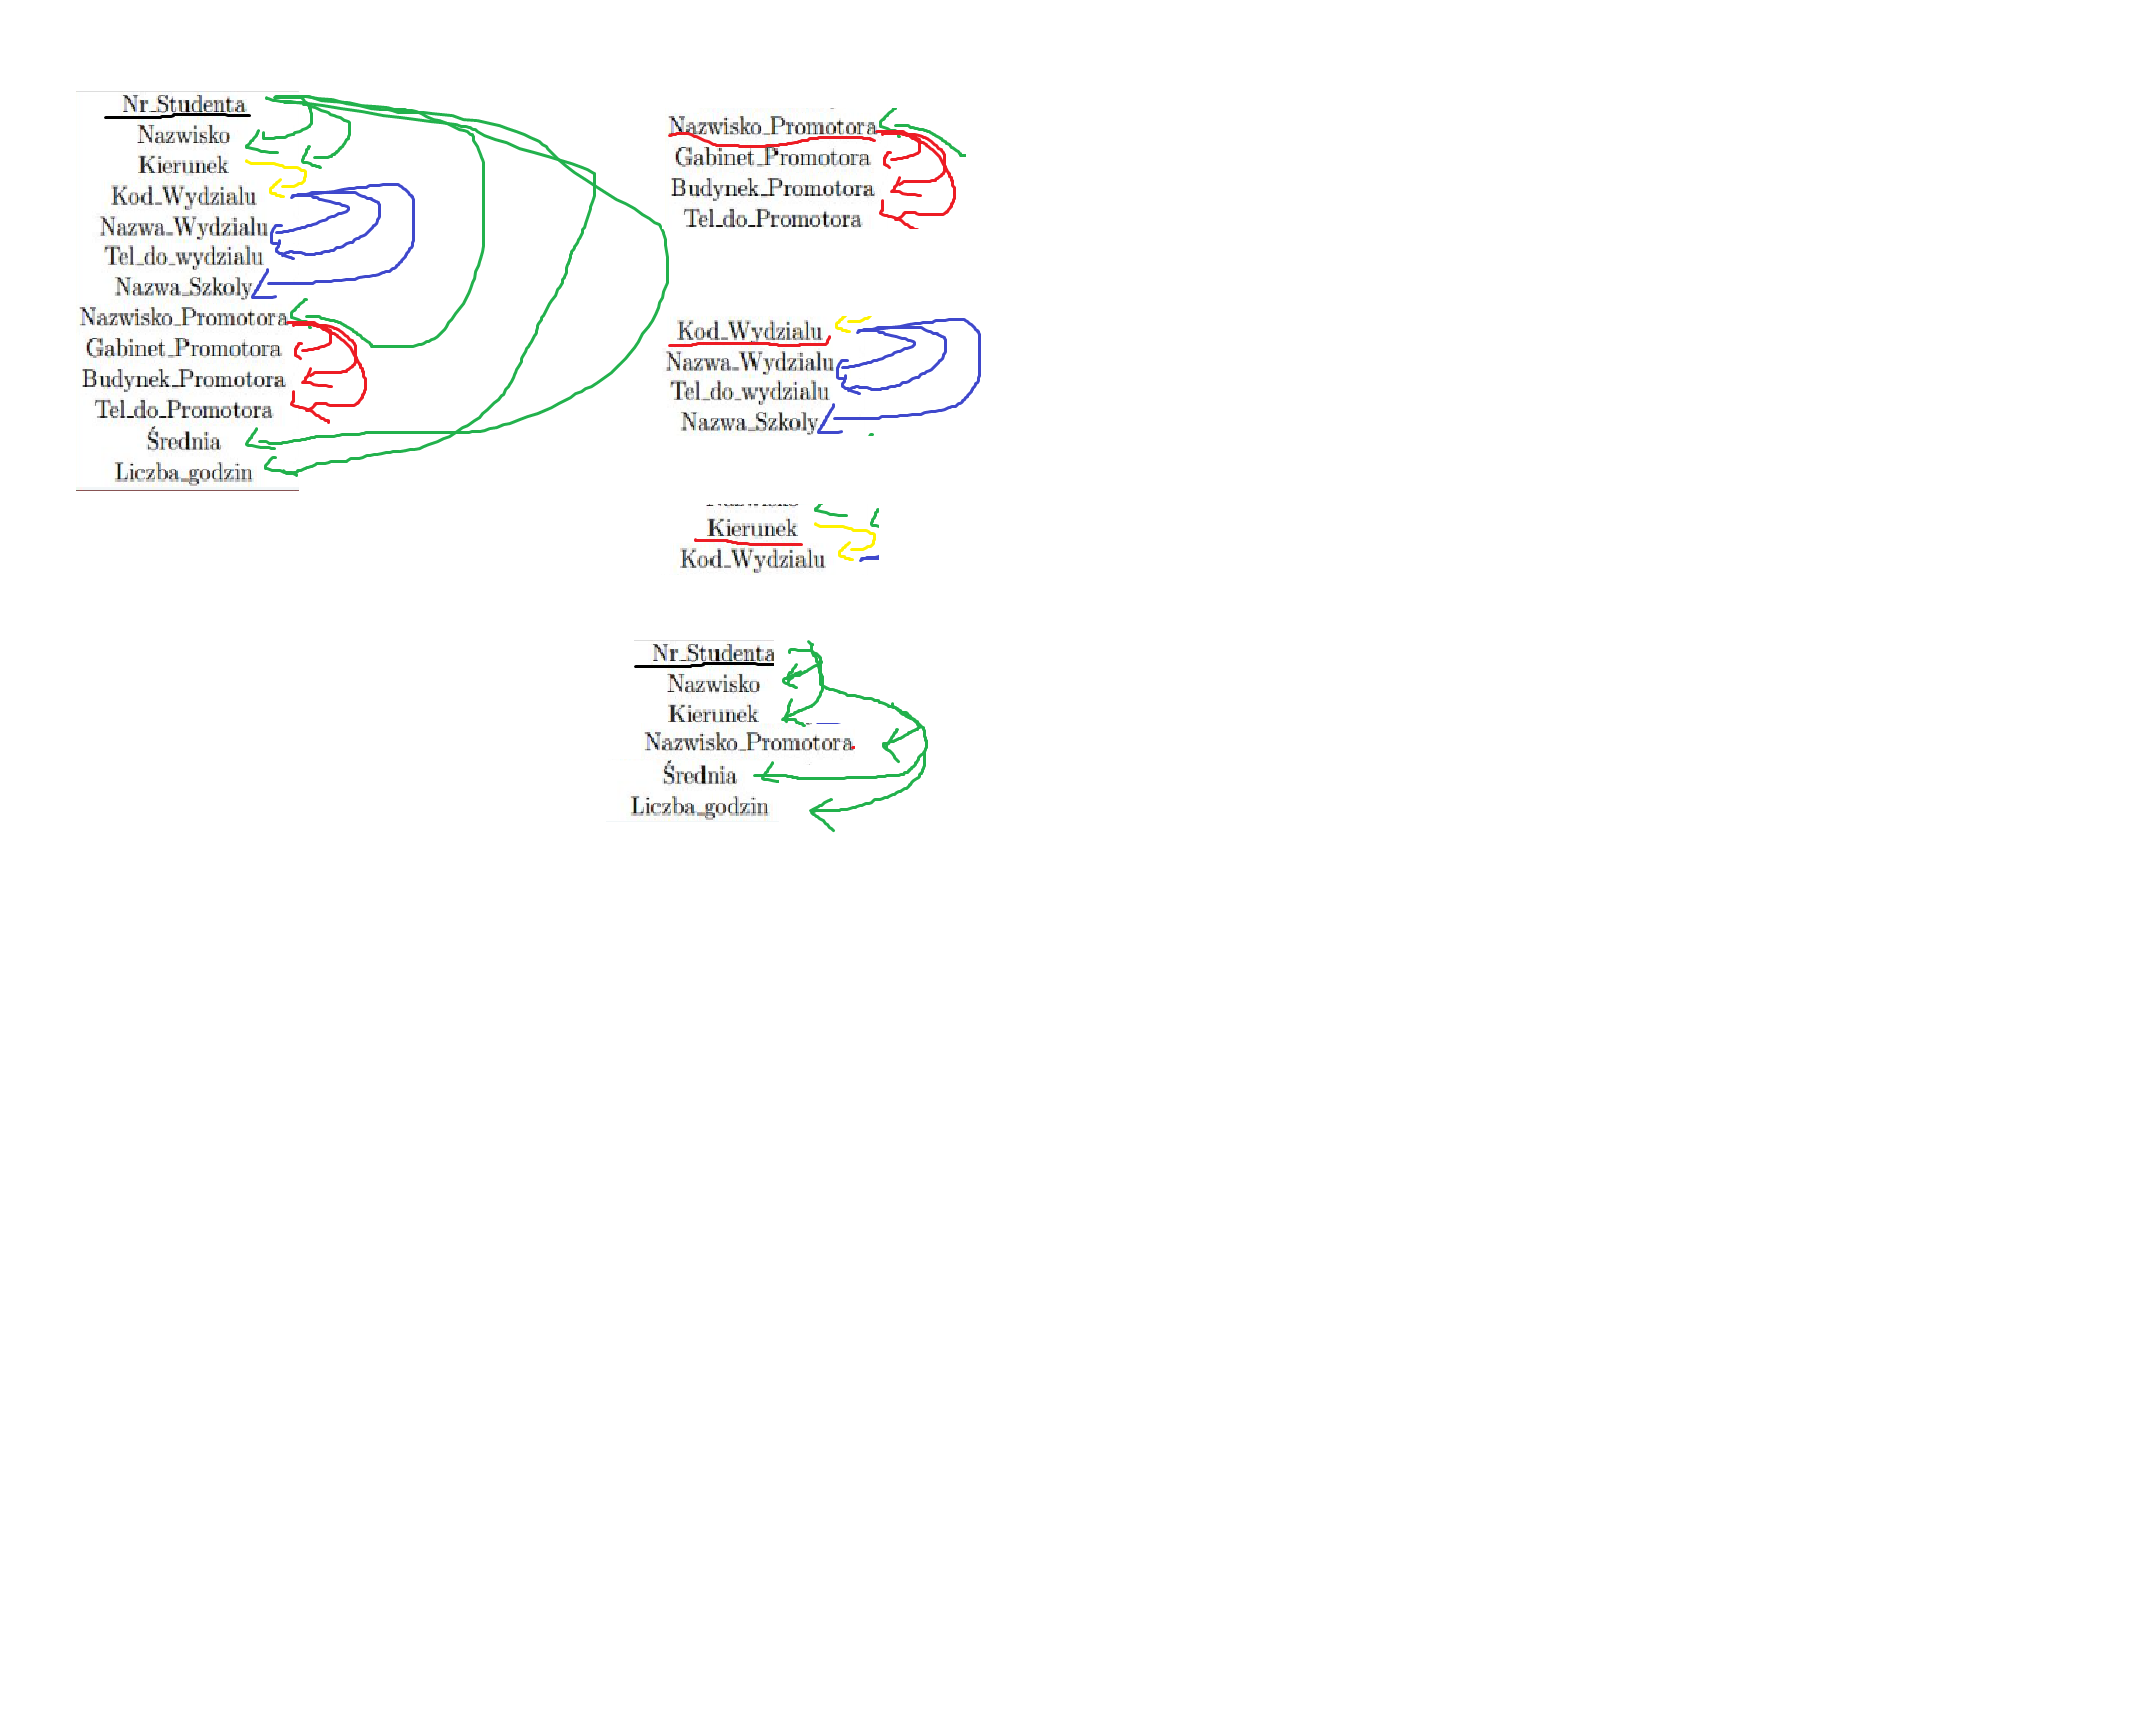 Nr_Studenta
Nazwisko
Kierunek
Kod_Wydzialu
Nazwa_Wydzialu
Tel_do_wydzialu
Nazwa_Szkoly
Nazwisko_Promotora
Gabinet_Promotora
Budynek_Promotora
Tel_do_Promotora
Średnia
Liczba_godzin
Nazwisko_Promotora
Gabinet_Promotora
Budynek_Promotora
Tel_do_Promotora
Kod_Wydzialu
Nazwa_Wydzialu
Tel_do_wydzialu
Nazwa_Szkoly
Kierunek
Kod_Wydzialu
Nr_Studenta
Nazwisko
Kierunek
Nazwisko_Promotora
Średnia
Liczba_godzin